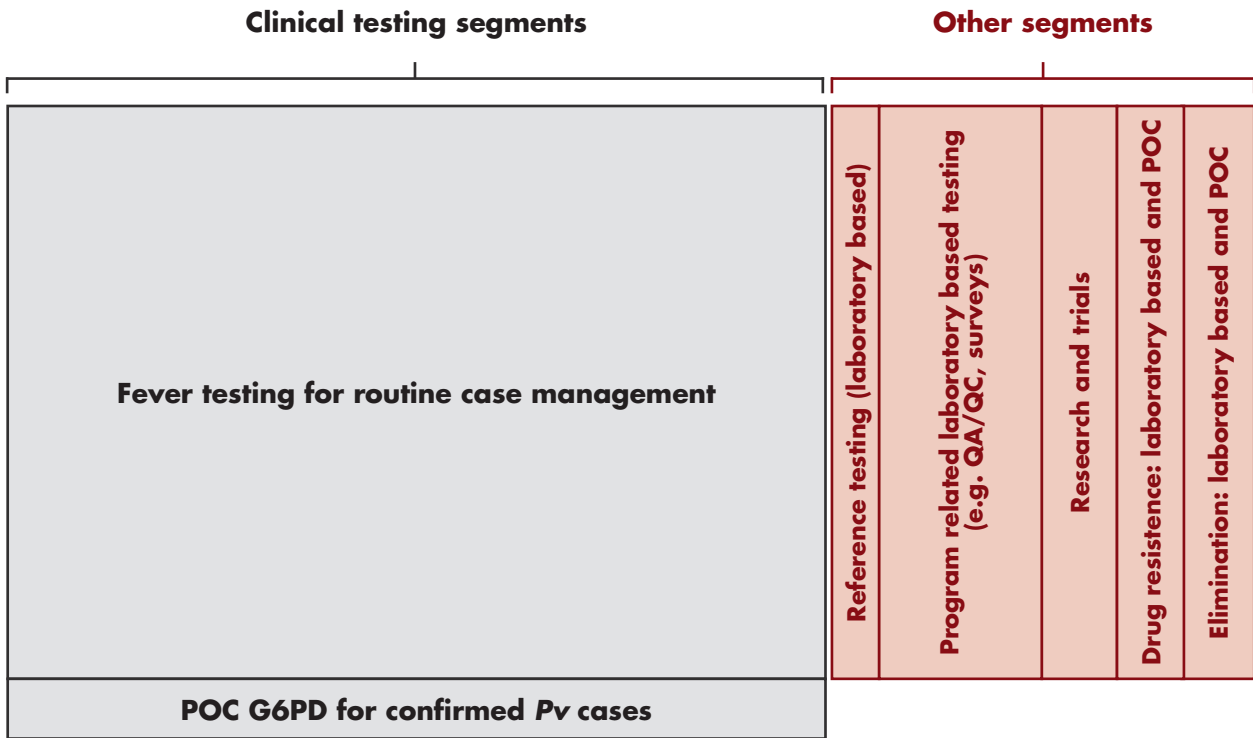 Clinical testing segments
Other segments
Fever testing for routine case management
POC G6PD for confirmed Pv cases
Reference testing (laboratory based)
Program related laboratory based testing
(e.g. QA/QC, surveys)
Research and trials
Drug resistence: laboratory based and POC
Elimination: laboratory based and POC